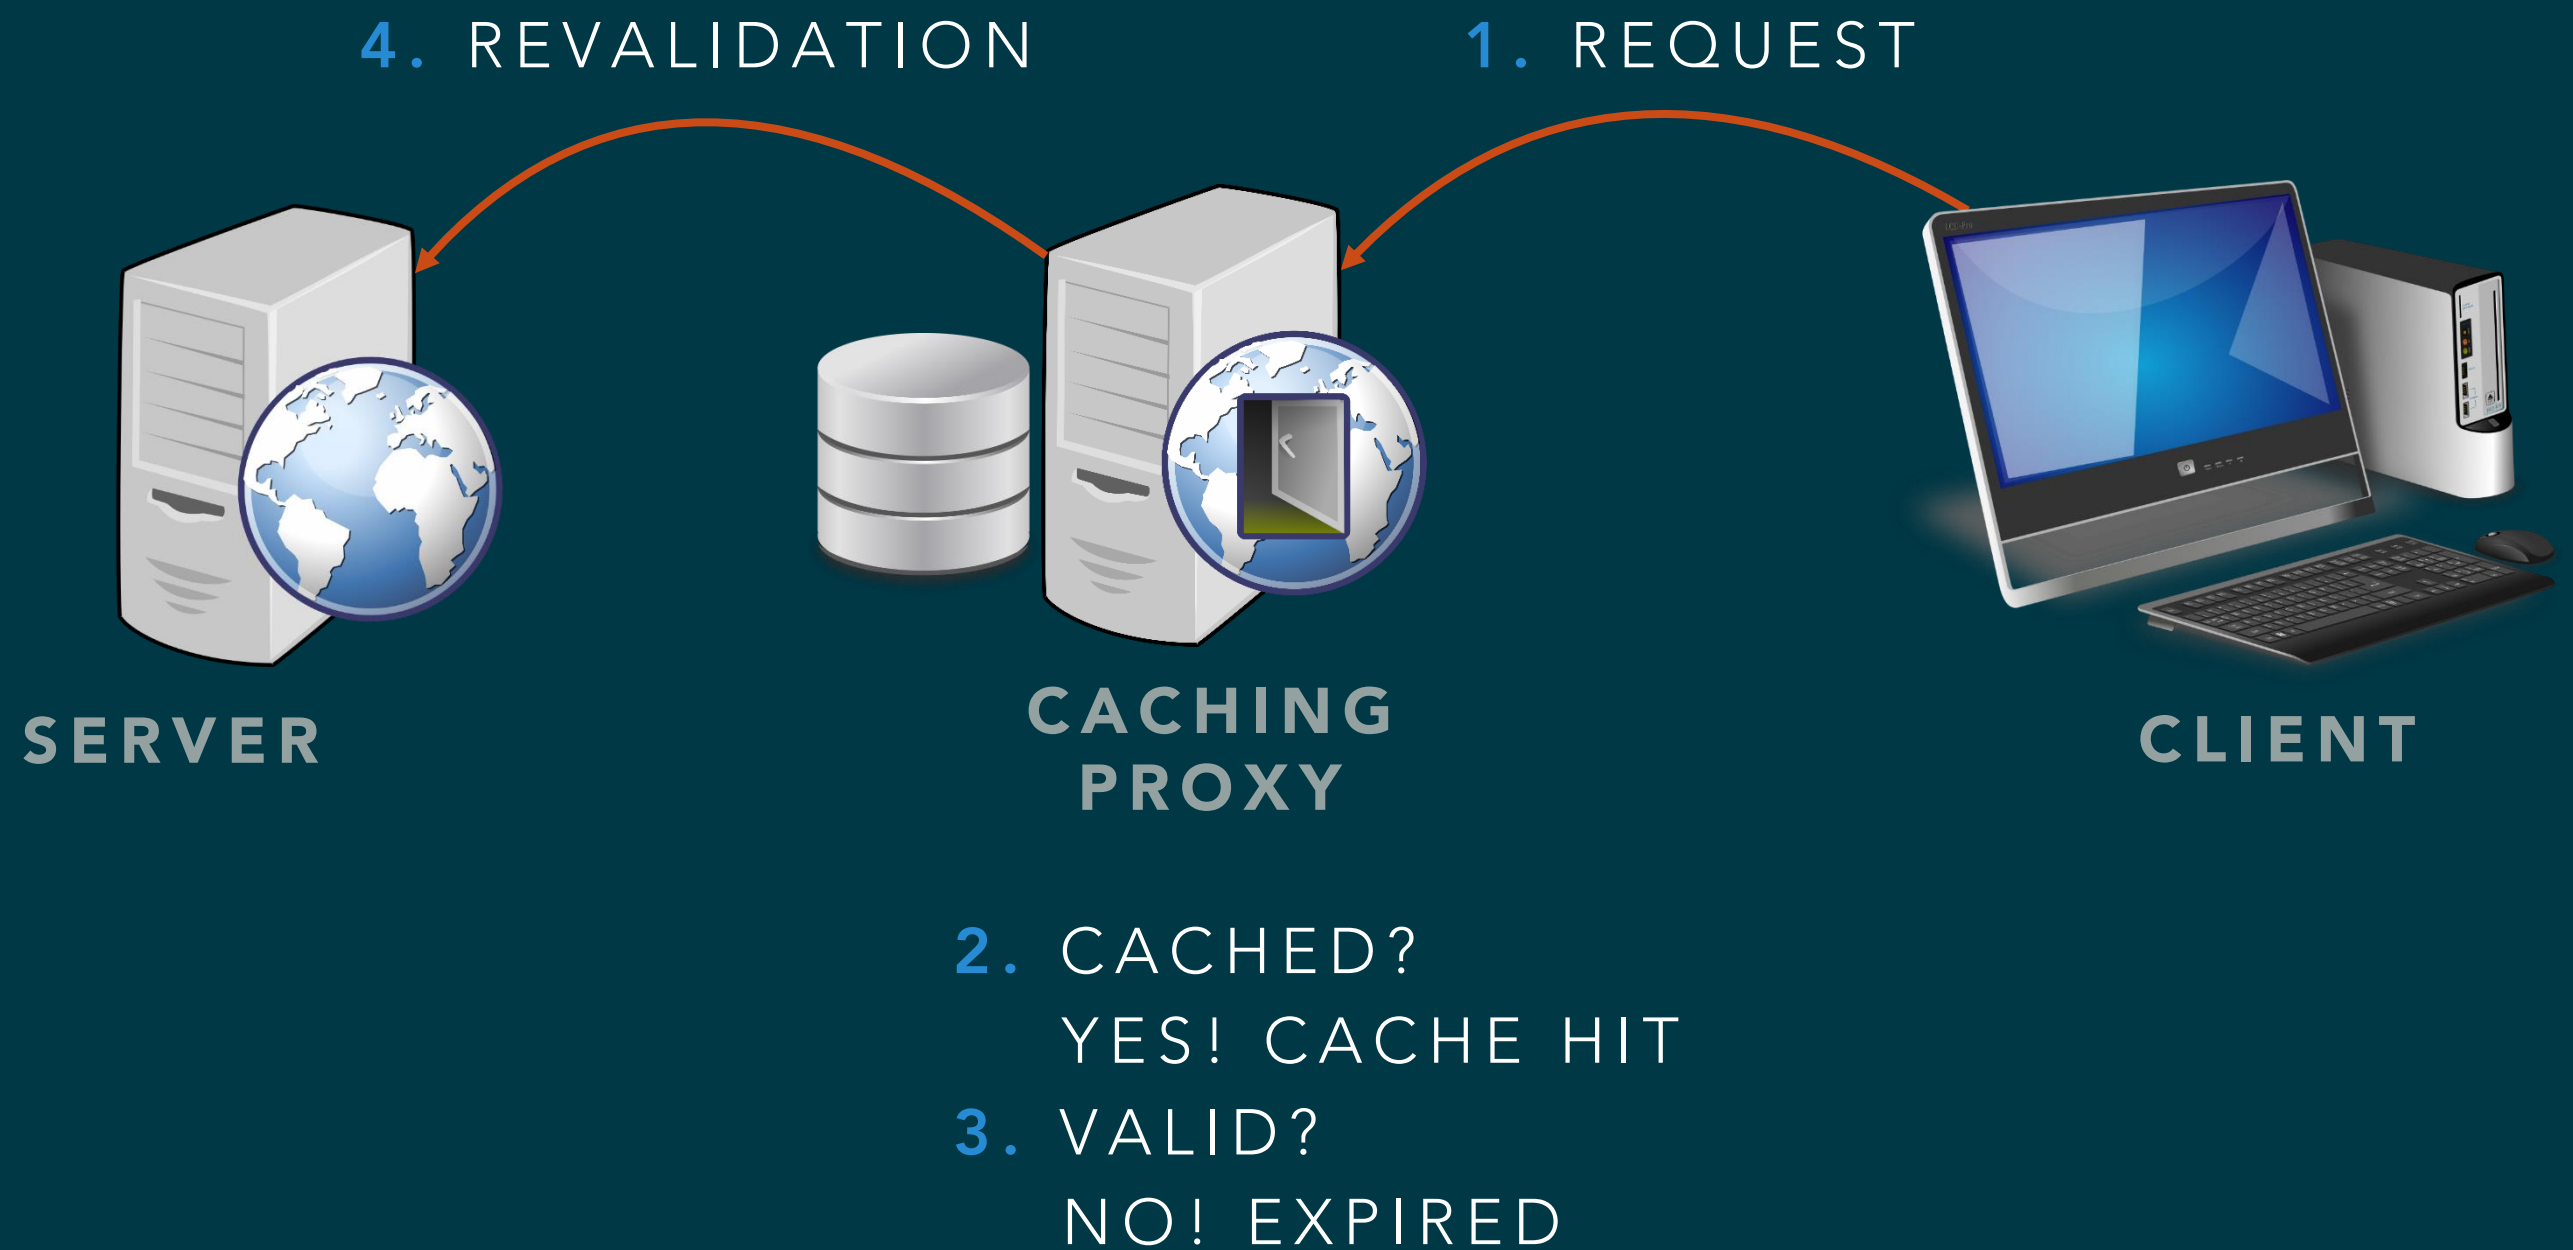 4. REVALIDATION
1. REQUEST
SERVER
CACHING
PROXY
CLIENT
2. CACHED?
YES! CACHE HIT
3. VALID?
NO! EXPIRED